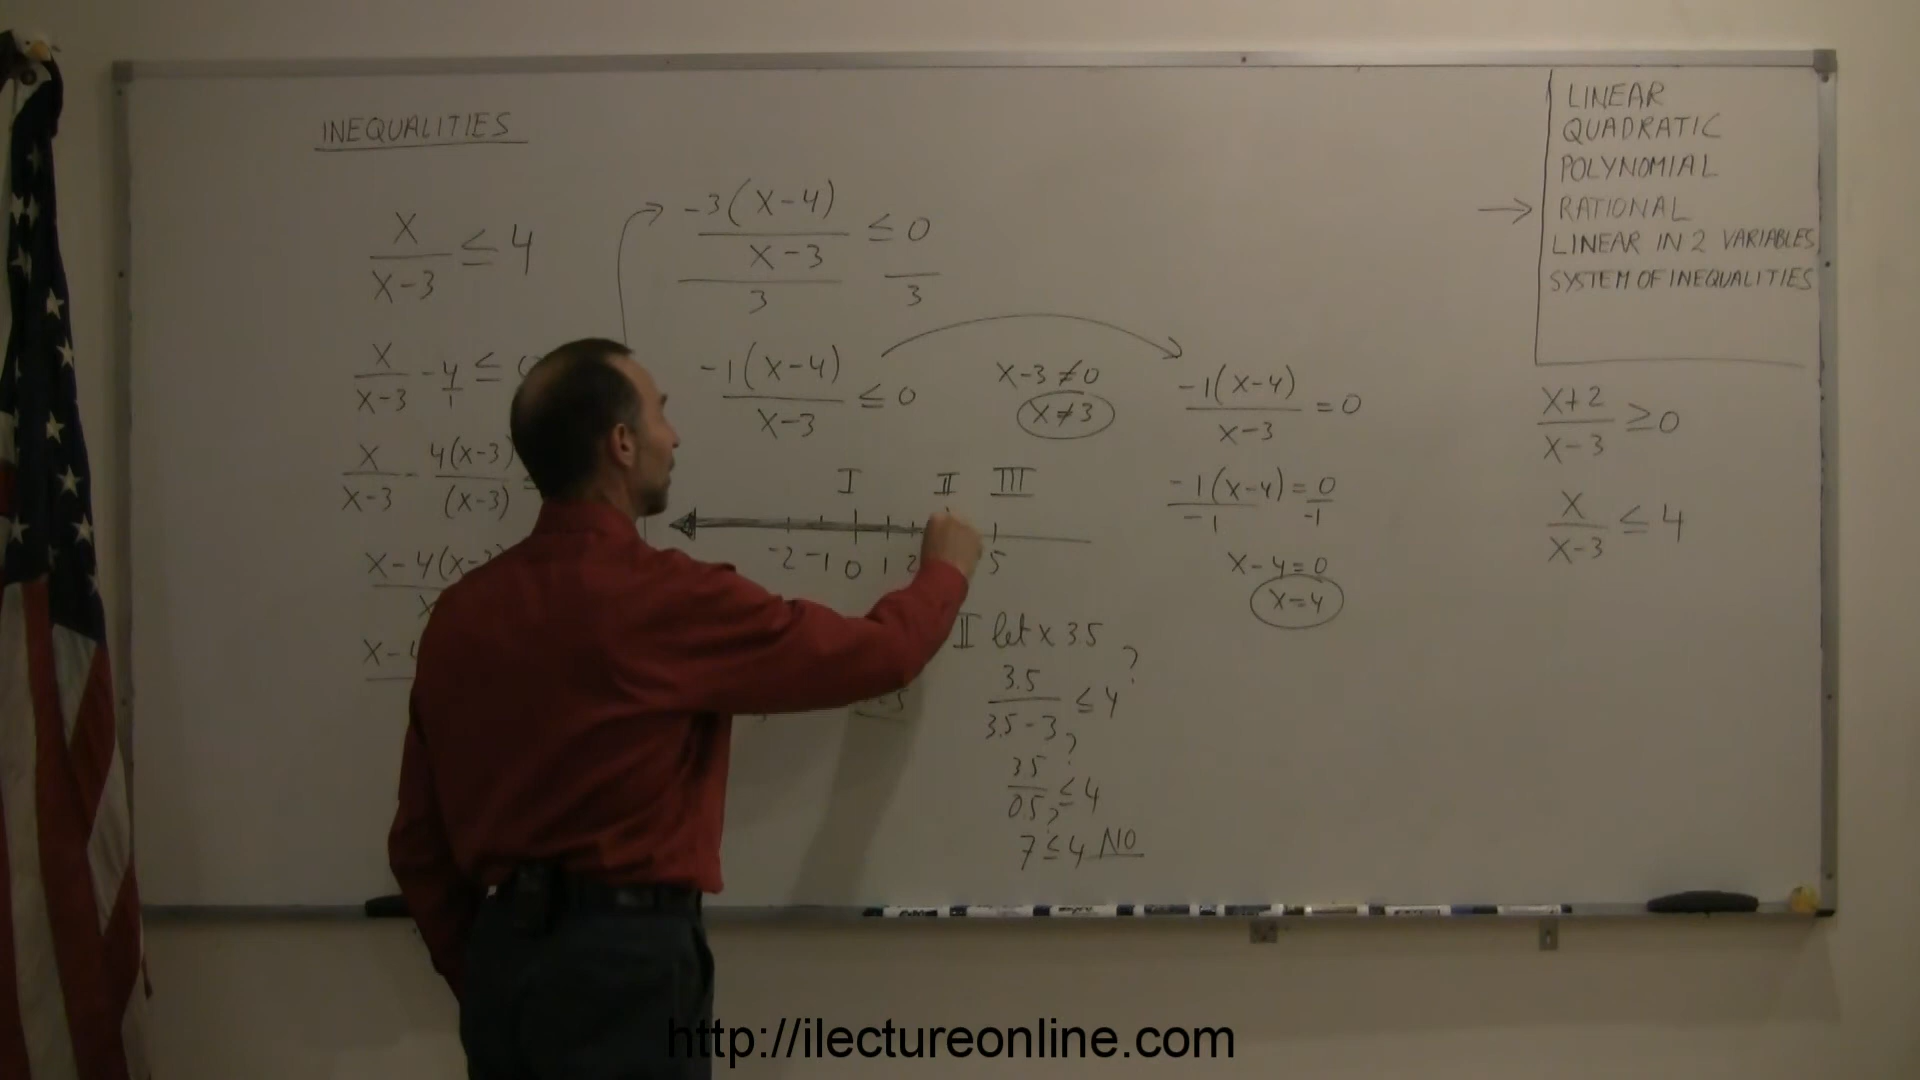 INEQUALITIES
x/(x-3) ≤ 4
x/(x-3) - 4/1 ≤
x/(x-3) - 4(x-3)/(x-3)
x-4(x-
x-4
-3(x-4)/(x-3) ≤ 0
3 3
-1(x-4)/(x-3) ≤ 0
x-3≠0
x≠3
I II III
-2 -1 0 1 2 5
II let x 3.5
3.5/(3.5-3) ≤ 4 ?
3.5/0.5 ≤ 4 ?
7 ≤ 4 NO ?
-1(x-4)/(x-3) = 0
-1(x-4)/-1 = 0/-1
x-4=0
x=4
LINEAR
QUADRATIC
POLYNOMIAL
→ RATIONAL
LINEAR IN 2 VARIABLES
SYSTEM OF INEQUALITIES
(x+2)/(x-3) ≥ 0
x/(x-3) ≤ 4
http://ilectureonline.com